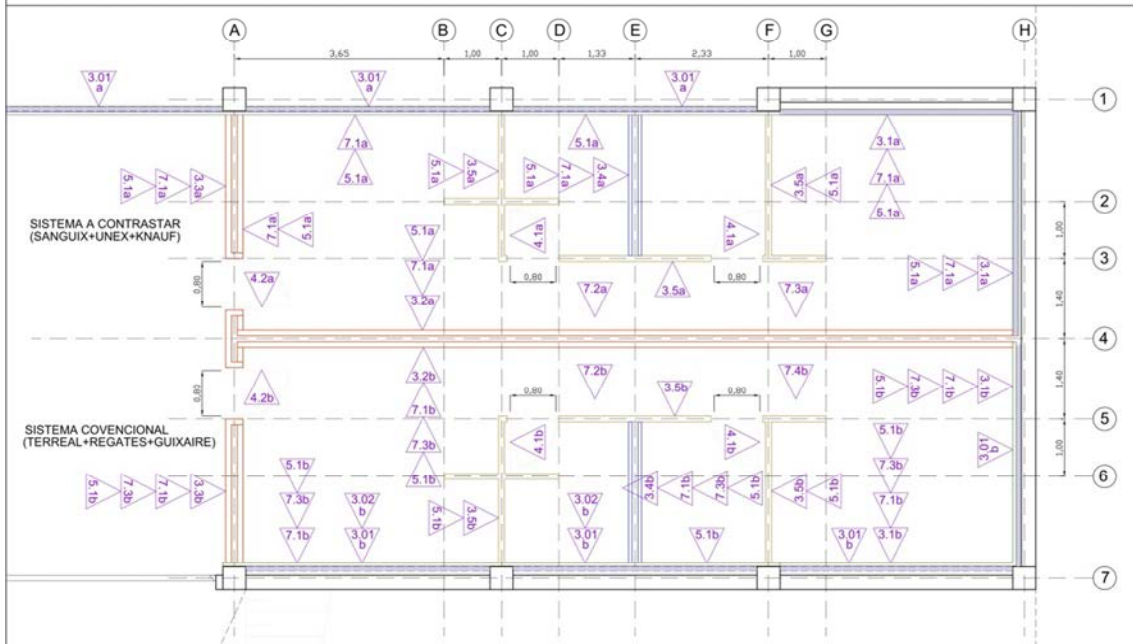 A B C D E F G H
3,65 1,00 1,00 1,33 2,33 1,00
3.01 a 3.01 a 3.01 a
1
7.1a 5.1a 3.1a
5.1a 7.1a
5.1a
5.1a 7.1a 3.3a
5.1a 3.5a
5.1a 7.1a 3.4a
3.5a 5.1a
2
SISTEMA A CONTRASTAR
(SANGUIX+UNEX+KNAUF)
7.1a 5.1a
5.1a
4.1a 4.1a
1,00
3
7.1a
0,80 0,80
5.1a 7.1a 3.1a
0,80
4.2a
3.5a
7.2a 7.3a
3.2a
1,40
4
3.2b
7.2b 7.4b
0,80
4.2b
3.5b
0,80 0,80
5.1b 7.3b 7.1b 3.1b
1,40
7.1b
5
SISTEMA COVENCIONAL
(TERREAL+REGATES+GUIXAIRE)
7.3b
4.1b 4.1b
5.1b
3.01 b
1,00
5.1b
5.1b
7.3b
6
5.1b 7.3b 7.1b 3.3b
5.1b 3.5b
3.4b 7.1b 7.3b 5.1b
3.5b 5.1b
7.3b 3.02 b 3.02 b 7.1b
7.1b 3.01 b 3.01 b 5.1b 3.01 b 3.1b
7